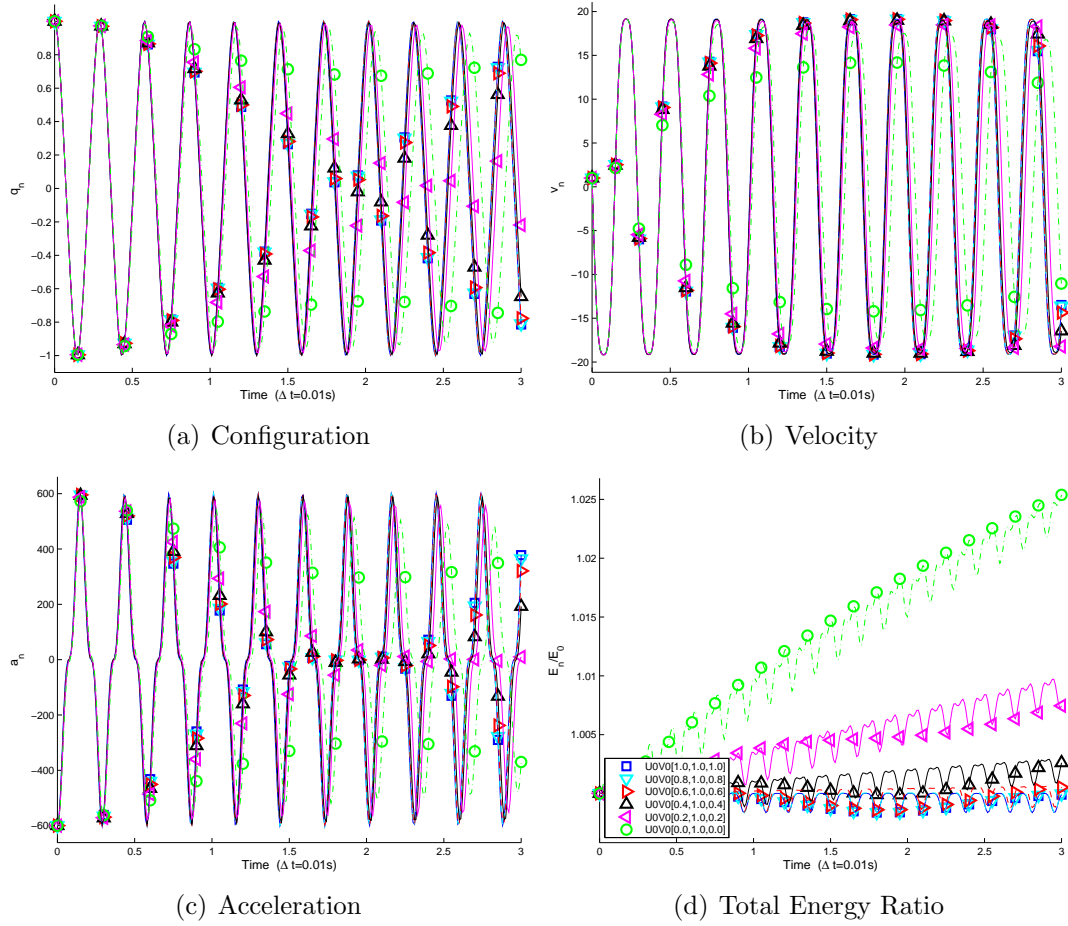 0.8
0.6
0.4
0.2
0
-0.2
-0.4
-0.6
-0.8
-1
q_n
0 0.5 1 1.5 2 2.5 3
Time (Δ t=0.01s)
(a) Configuration
20
15
10
5
0
-5
-10
-15
-20
v_n
0 0.5 1 1.5 2 2.5 3
Time (Δ t=0.01s)
(b) Velocity
600
400
200
0
-200
-400
-600
a_n
0 0.5 1 1.5 2 2.5 3
Time (Δ t=0.01s)
(c) Acceleration
1.025
1.02
1.015
1.01
1.005
E_n/E_0
U0V0[1.0,1.0,1.0]
U0V0[0.8,1.0,0.8]
U0V0[0.6,1.0,0.6]
U0V0[0.4,1.0,0.4]
U0V0[0.2,1.0,0.2]
U0V0[0.0,1.0,0.0]
0 0.5 1 1.5 2 2.5 3
Time (Δ t=0.01s)
(d) Total Energy Ratio